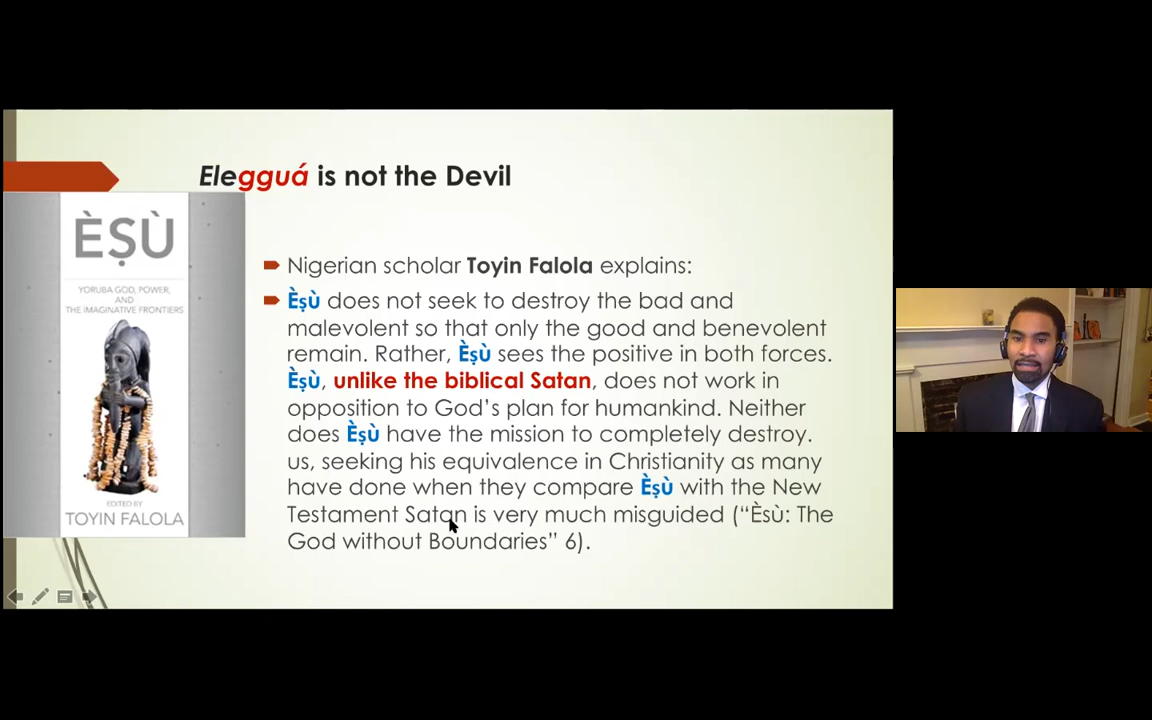 Elegguá is not the Devil
ÈṢÙ
YORUBA GOD, POWER,
AND
THE IMAGINATIVE FRONTIERS
EDITED BY
TOYIN FALOLA
Nigerian scholar Toyin Falola explains:
Èṣù does not seek to destroy the bad and
malevolent so that only the good and benevolent
remain. Rather, Èṣù sees the positive in both forces.
Èṣù, unlike the biblical Satan, does not work in
opposition to God’s plan for humankind. Neither
does Èṣù have the mission to completely destroy.
us, seeking his equivalence in Christianity as many
have done when they compare Èṣù with the New
Testament Satan is very much misguided (“Èsù: The
God without Boundaries” 6).